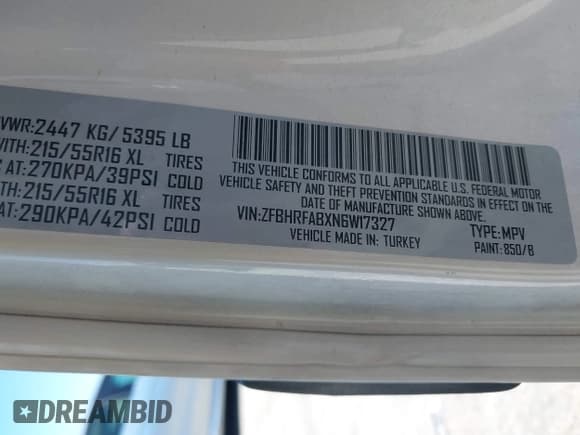 VWR:2447 KG/5395 LB
WITH:215/55R16 XL TIRES
AT:270KPA/39PSI COLD
ITH:215/55R16 XL TIRES
AT:290KPA/42PSI COLD
THIS VEHICLE CONFORMS TO ALL APPLICABLE U.S. FEDERAL MOTOR
VEHICLE SAFETY AND THEFT PREVENTION STANDARDS IN EFFECT ON THE
DATE OF MANUFACTURE SHOWN ABOVE.
VIN:ZFBHRFABXN6W17327 TYPE:MPV
VEHICLE MADE IN: TURKEY PAINT:850/B
DREAMBID